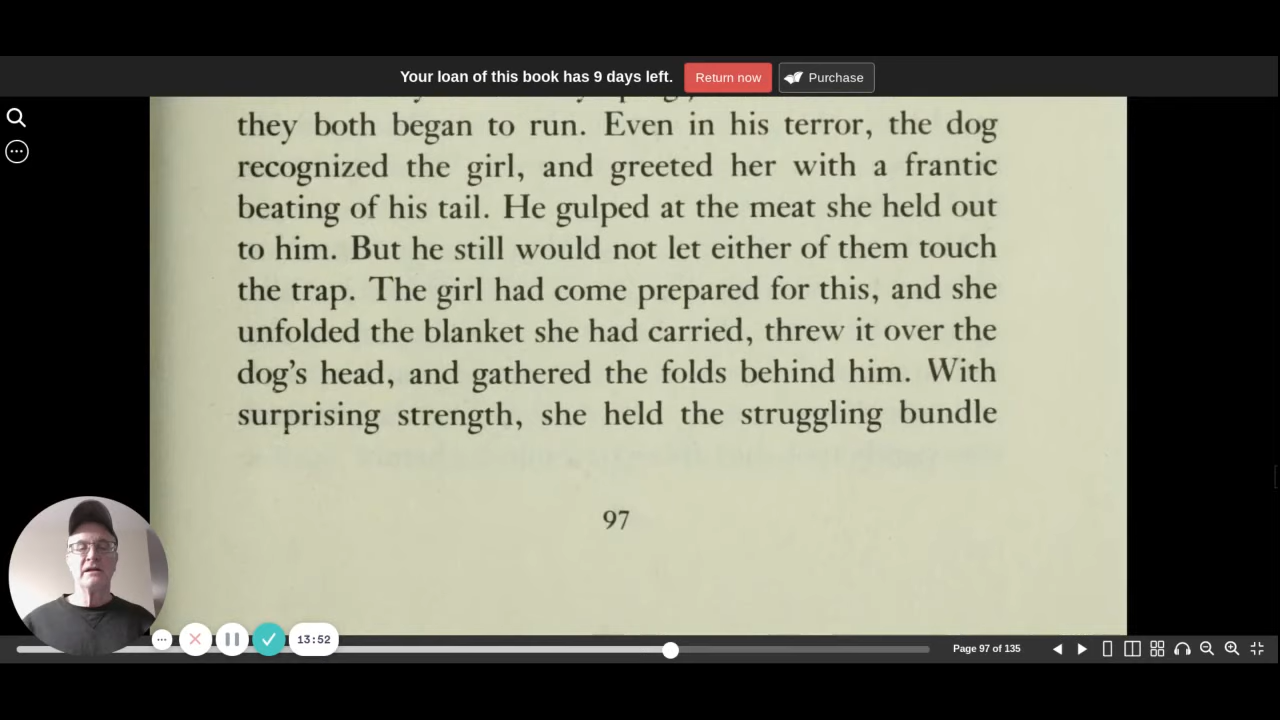 Your loan of this book has 9 days left. Return now Purchase
they both began to run. Even in his terror, the dog
recognized the girl, and greeted her with a frantic
beating of his tail. He gulped at the meat she held out
to him. But he still would not let either of them touch
the trap. The girl had come prepared for this, and she
unfolded the blanket she had carried, threw it over the
dog's head, and gathered the folds behind him. With
surprising strength, she held the struggling bundle
97
13:52
Page 97 of 135